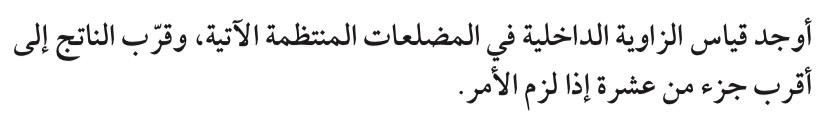 أوجد قياس الزاوية الداخلية في المضلعات المنتظمة الآتية، وقرّب الناتج إلى
أقرب جزء من عشرة إذا لزم الأمر.